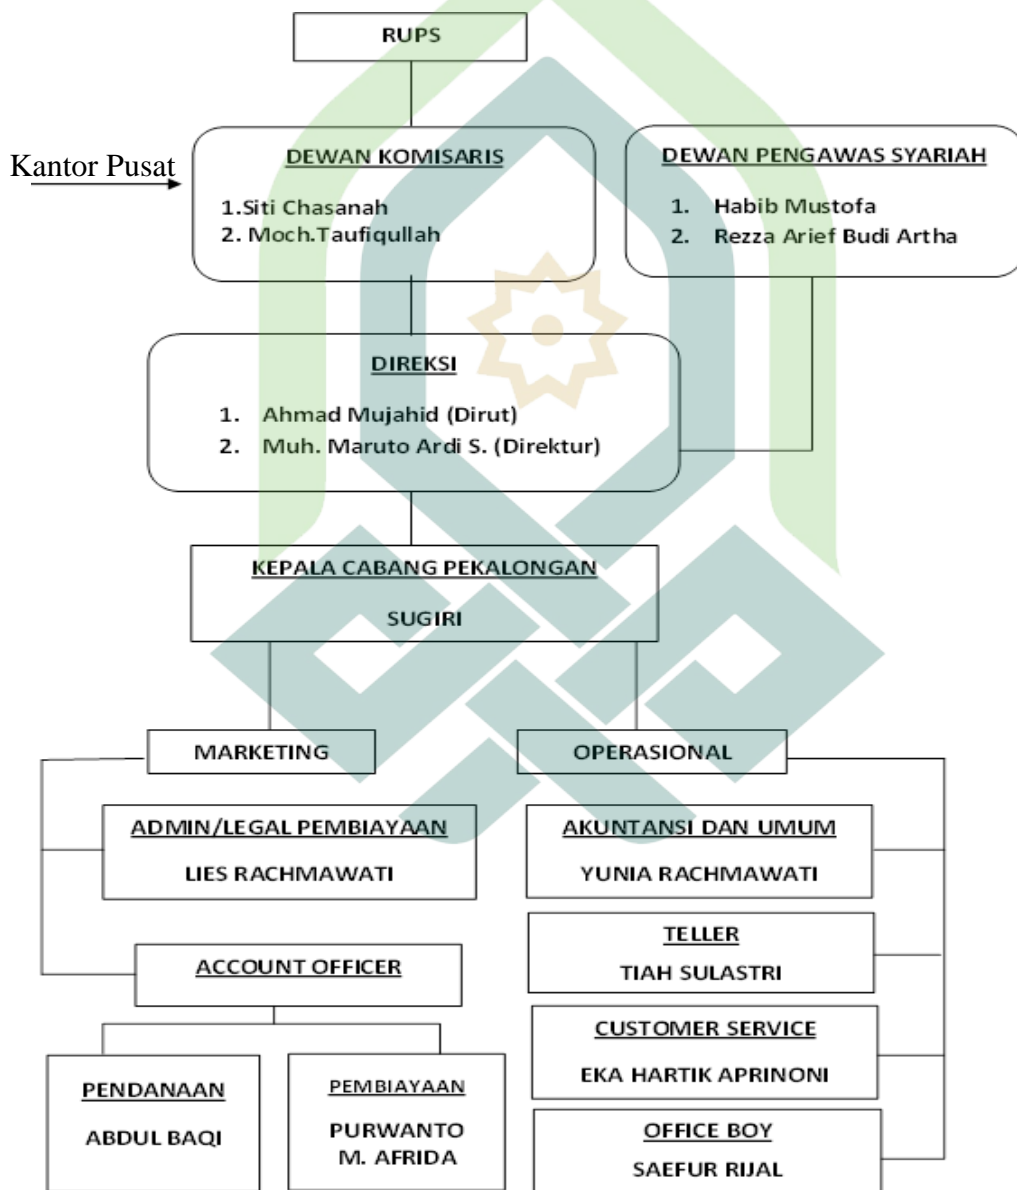 RUPS
Kantor Pusat
DEWAN KOMISARIS
1.Siti Chasanah
2. Moch.Taufiqullah
DEWAN PENGAWAS SYARIAH
1. Habib Mustofa
2. Rezza Arief Budi Artha
DIREKSI
1. Ahmad Mujahid (Dirut)
2. Muh. Maruto Ardi S. (Direktur)
KEPALA CABANG PEKALONGAN
SUGIRI
MARKETING
ADMIN/LEGAL PEMBIAYAAN
LIES RACHMAWATI
ACCOUNT OFFICER
PENDANAAN
ABDUL BAQI
PEMBIAYAAN
PURWANTO
M. AFRIDA
OPERASIONAL
AKUNTANSI DAN UMUM
YUNIA RACHMAWATI
TELLER
TIAH SULASTRI
CUSTOMER SERVICE
EKA HARTIK APRINONI
OFFICE BOY
SAEFUR RIJAL